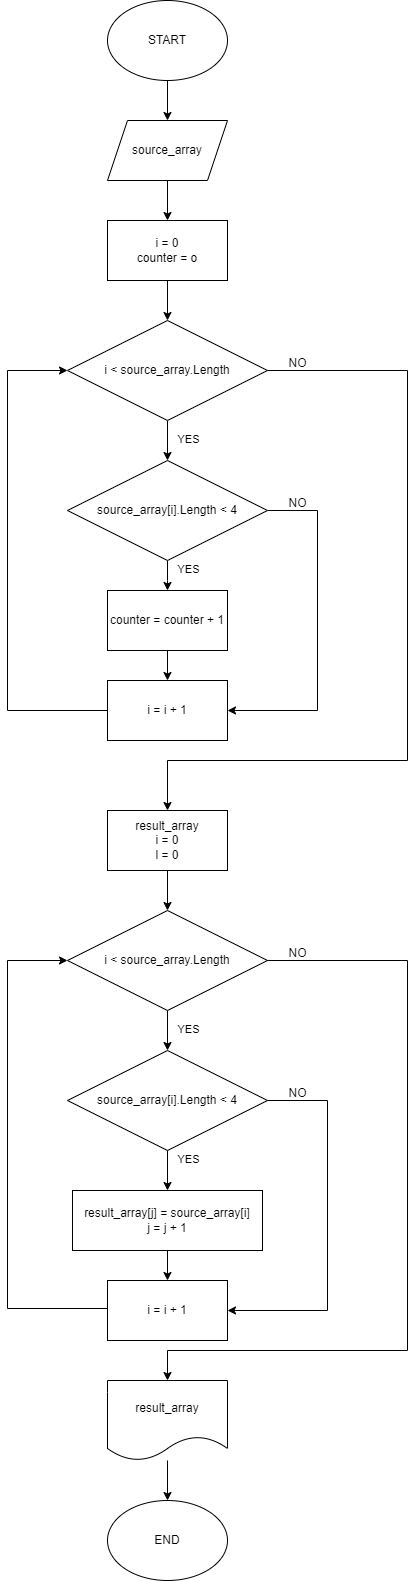 START
source_array
i = 0
counter = o
i < source_array.Length
NO
YES
source_array[i].Length < 4
NO
YES
counter = counter + 1
i = i + 1
result_array
i = 0
l = 0
i < source_array.Length
NO
YES
source_array[i].Length < 4
NO
YES
result_array[j] = source_array[i]
j = j + 1
i = i + 1
result_array
END